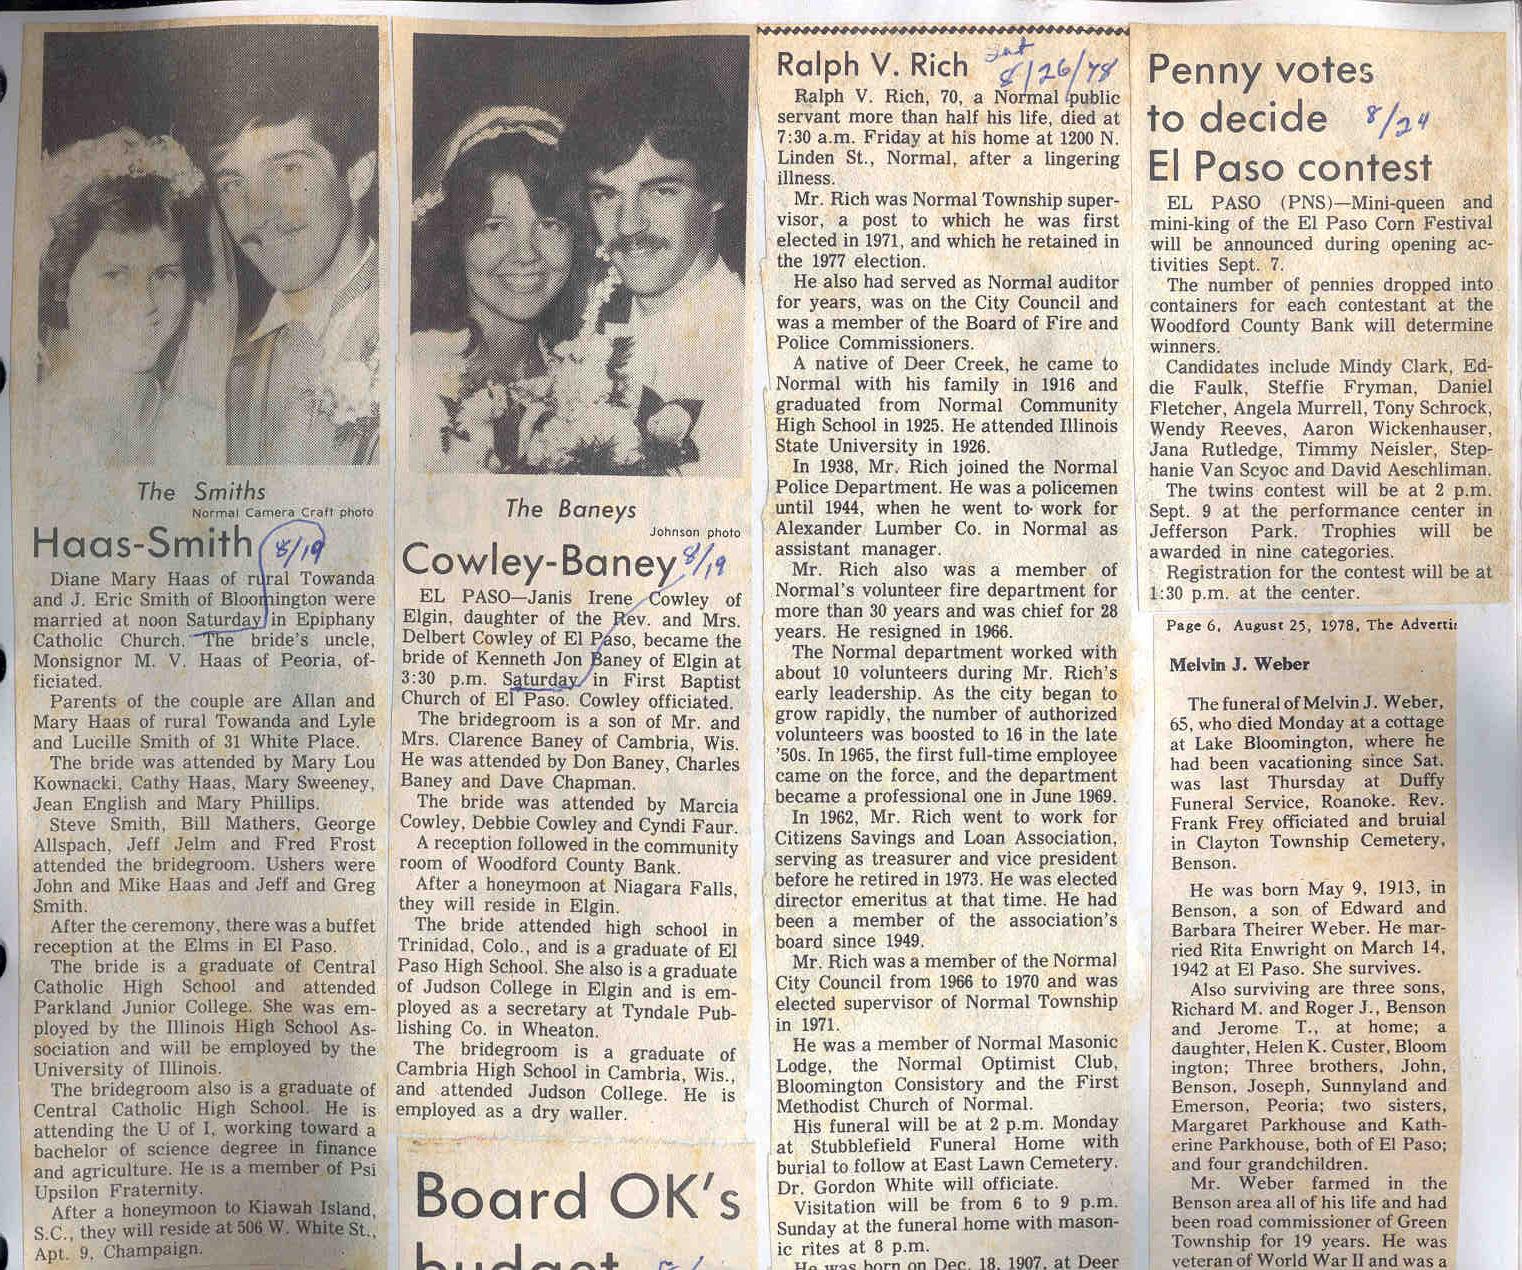 The Smiths
Normal Camera Craft photo
Haas-Smith 8/19
Diane Mary Haas of rural Towanda
and J. Eric Smith of Bloomington were
married at noon Saturday in Epiphany
Catholic Church. The bride's uncle,
Monsignor M. V. Haas of Peoria, of-
ficiated.
Parents of the couple are Allan and
Mary Haas of rural Towanda and Lyle
and Lucille Smith of 31 White Place.
The bride was attended by Mary Lou
Kownacki, Cathy Haas, Mary Sweeney,
Jean English and Mary Phillips.
Steve Smith, Bill Mathers, George
Allspach, Jeff Jelm and Fred Frost
attended the bridegroom. Ushers were
John and Mike Haas and Jeff and Greg
Smith.
After the ceremony, there was a buffet
reception at the Elms in El Paso.
The bride is a graduate of Central
Catholic High School and attended
Parkland Junior College. She was em-
ployed by the Illinois High School As-
sociation and will be employed by the
University of Illinois.
The bridegroom also is a graduate of
Central Catholic High School. He is
attending the U of I, working toward a
bachelor of science degree in finance
and agriculture. He is a member of Psi
Upsilon Fraternity.
After a honeymoon to Kiawah Island,
S.C., they will reside at 506 W. White St.,
Apt. 9, Champaign.
The Baneys
Johnson photo
Cowley-Baney 8/19
EL PASO—Janis Irene Cowley of
Elgin, daughter of the Rev. and Mrs.
Delbert Cowley of El Paso, became the
bride of Kenneth Jon Baney of Elgin at
3:30 p.m. Saturday in First Baptist
Church of El Paso. Cowley officiated.
The bridegroom is a son of Mr. and
Mrs. Clarence Baney of Cambria, Wis.
He was attended by Don Baney, Charles
Baney and Dave Chapman.
The bride was attended by Marcia
Cowley, Debbie Cowley and Cyndi Faur.
A reception followed in the community
room of Woodford County Bank.
After a honeymoon at Niagara Falls,
they will reside in Elgin.
The bride attended high school in
Trinidad, Colo., and is a graduate of El
Paso High School. She also is a graduate
of Judson College in Elgin and is em-
ployed as a secretary at Tyndale Pub-
lishing Co. in Wheaton.
The bridegroom is a graduate of
Cambria High School in Cambria, Wis.,
and attended Judson College. He is
employed as a dry waller.
Board OK's
budget
Ralph V. Rich Sat 8/26/78
Ralph V. Rich, 70, a Normal public
servant more than half his life, died at
7:30 a.m. Friday at his home at 1200 N.
Linden St., Normal, after a lingering
illness.
Mr. Rich was Normal Township super-
visor, a post to which he was first
elected in 1971, and which he retained in
the 1977 election.
He also had served as Normal auditor
for years, was on the City Council and
was a member of the Board of Fire and
Police Commissioners.
A native of Deer Creek, he came to
Normal with his family in 1916 and
graduated from Normal Community
High School in 1925. He attended Illinois
State University in 1926.
In 1938, Mr. Rich joined the Normal
Police Department. He was a policemen
until 1944, when he went to work for
Alexander Lumber Co. in Normal as
assistant manager.
Mr. Rich also was a member of
Normal's volunteer fire department for
more than 30 years and was chief for 28
years. He resigned in 1966.
The Normal department worked with
about 10 volunteers during Mr. Rich's
early leadership. As the city began to
grow rapidly, the number of authorized
volunteers was boosted to 16 in the late
'50s. In 1965, the first full-time employee
came on the force, and the department
became a professional one in June 1969.
In 1962, Mr. Rich went to work for
Citizens Savings and Loan Association,
serving as treasurer and vice president
before he retired in 1973. He was elected
director emeritus at that time. He had
been a member of the association's
board since 1949.
Mr. Rich was a member of the Normal
City Council from 1966 to 1970 and was
elected supervisor of Normal Township
in 1971.
He was a member of Normal Masonic
Lodge, the Normal Optimist Club,
Bloomington Consistory and the First
Methodist Church of Normal.
His funeral will be at 2 p.m. Monday
at Stubblefield Funeral Home with
burial to follow at East Lawn Cemetery.
Dr. Gordon White will officiate.
Visitation will be from 6 to 9 p.m.
Sunday at the funeral home with mason-
ic rites at 8 p.m.
He was born on Dec. 18, 1907, at Deer
Penny votes
to decide 8/24
El Paso contest
EL PASO (PNS)—Mini-queen and
mini-king of the El Paso Corn Festival
will be announced during opening ac-
tivities Sept. 7.
The number of pennies dropped into
containers for each contestant at the
Woodford County Bank will determine
winners.
Candidates include Mindy Clark, Ed-
die Faulk, Steffie Fryman, Daniel
Fletcher, Angela Murrell, Tony Schrock,
Wendy Reeves, Aaron Wickenhauser,
Jana Rutledge, Timmy Neisler, Step-
hanie Van Scyoc and David Aeschliman.
The twins contest will be at 2 p.m.
Sept. 9 at the performance center in
Jefferson Park. Trophies will be
awarded in nine categories.
Registration for the contest will be at
1:30 p.m. at the center.
Page 6, August 25, 1978, The
Melvin J. Weber
The funeral of Melvin J. Weber,
65, who died Monday at a cottage
at Lake Bloomington, where he
had been vacationing since Sat.
was last Thursday at Duffy
Funeral Service, Roanoke. Rev.
Frank Frey officiated and bruial
in Clayton Township Cemetery,
Benson.
He was born May 9, 1913, in
Benson, a son of Edward and
Barbara Theirer Weber. He mar-
ried Rita Enwright on March 14,
1942 at El Paso. She survives.
Also surviving are three sons,
Richard M. and Roger J., Benson
and Jerome T., at home; a
daughter, Helen K. Custer, Bloom
ington; Three brothers, John,
Benson, Joseph, Sunnyland and
Emerson, Peoria; two sisters,
Margaret Parkhouse and Kath-
erine Parkhouse, both of El Paso;
and four grandchildren.
Mr. Weber farmed in the
Benson area all of his life and had
been road commissioner of Green
Township for 19 years. He was
veteran of World War II and was a